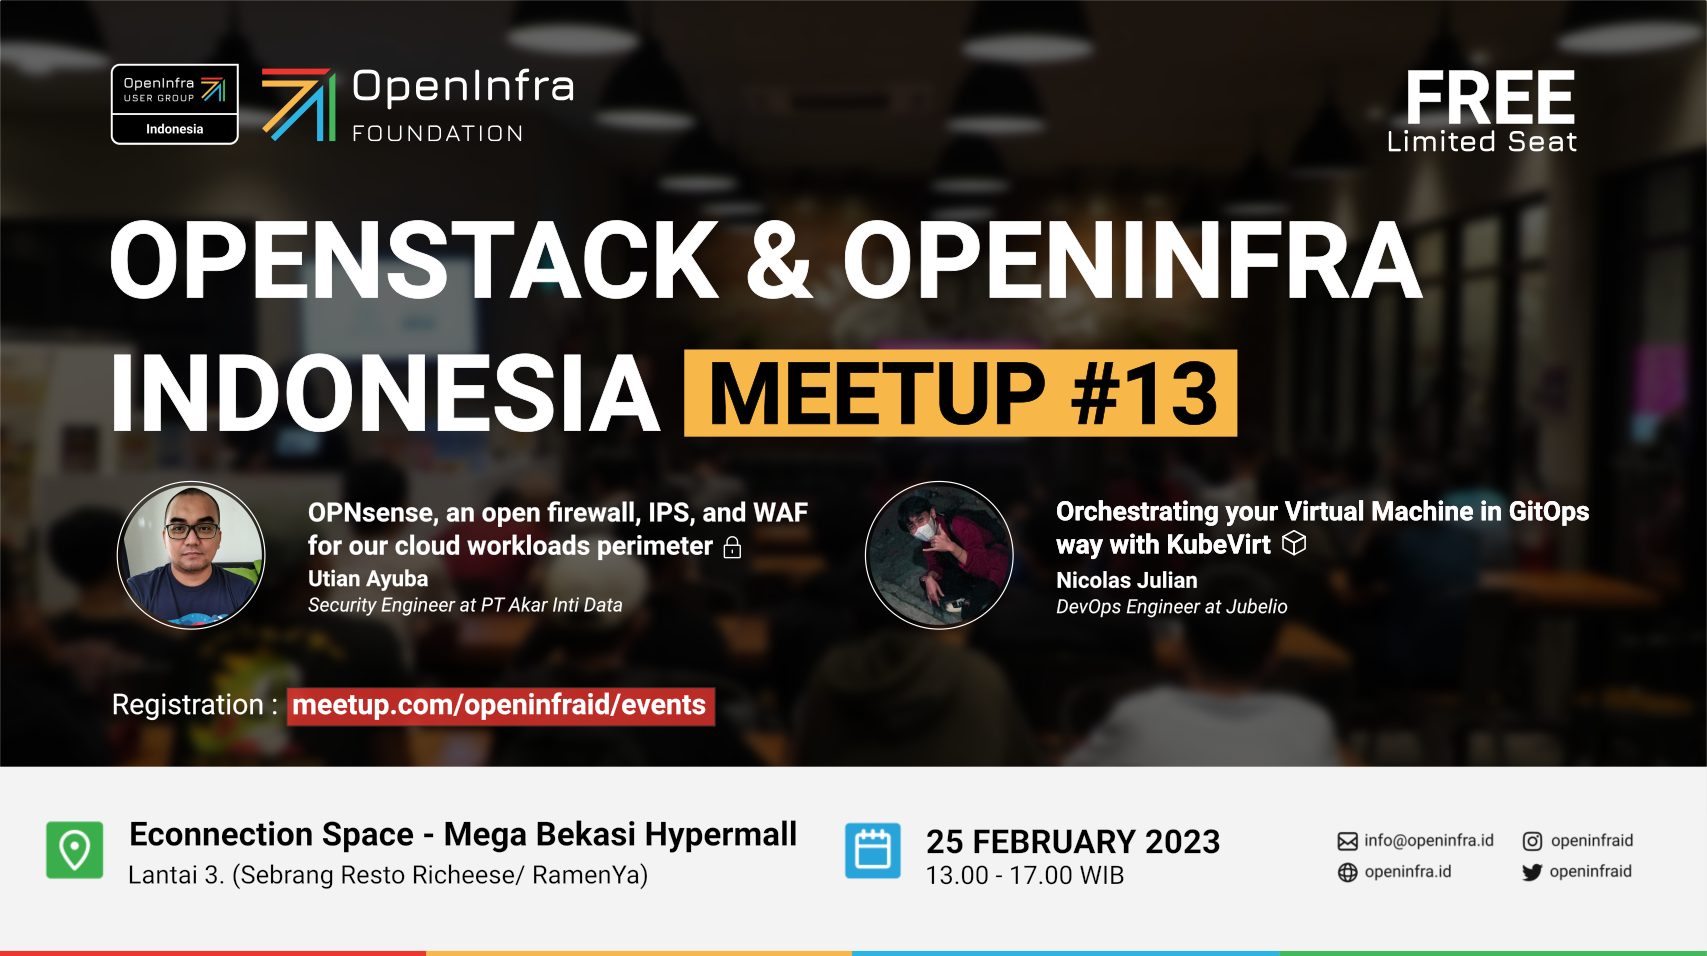 OpenInfra
USER GROUP
Indonesia
OpenInfra
FOUNDATION
FREE
Limited Seat
OPENSTACK & OPENINFRA
INDONESIA MEETUP #13
OPNsense, an open firewall, IPS, and WAF
for our cloud workloads perimeter
Utian Ayuba
Security Engineer at PT Akar Inti Data
Orchestrating your Virtual Machine in GitOps
way with KubeVirt
Nicolas Julian
DevOps Engineer at Jubelio
Registration : meetup.com/openinfraid/events
Econnection Space - Mega Bekasi Hypermall
Lantai 3. (Sebrang Resto Richeese/ RamenYa)
25 FEBRUARY 2023
13.00 - 17.00 WIB
info@openinfra.id
openinfraid
openinfra.id
openinfraid